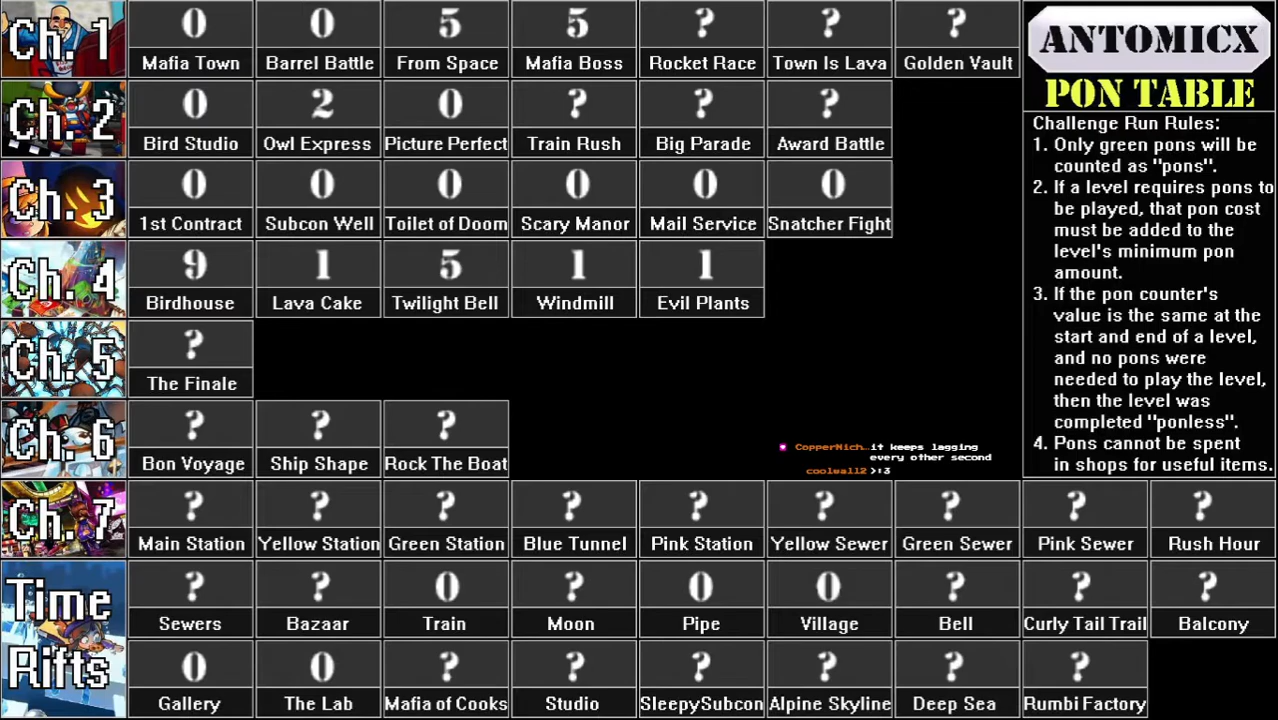 Ch. 1
0 0 5 5 ? ? ?
Mafia Town Barrel Battle From Space Mafia Boss Rocket Race Town Is Lava Golden Vault
Ch. 2
0 2 0 ? ? ?
Bird Studio Owl Express Picture Perfect Train Rush Big Parade Award Battle
Ch. 3
0 0 0 0 0 0
1st Contract Subcon Well Toilet of Doom Scary Manor Mail Service Snatcher Fight
Ch. 4
9 1 5 1 1
Birdhouse Lava Cake Twilight Bell Windmill Evil Plants
Ch. 5
?
The Finale
Ch. 6
? ? ?
Bon Voyage Ship Shape Rock The Boat
CopperNich… it keeps lagging
every other second
coolwall2 >:3
ANTOMICX
PON TABLE
Challenge Run Rules:
1. Only green pons will be
counted as "pons".
2. If a level requires pons to
be played, that pon cost
must be added to the
level's minimum pon
amount.
3. If the pon counter's
value is the same at the
start and end of a level,
and no pons were
needed to play the level,
then the level was
completed "ponless".
4. Pons cannot be spent
in shops for useful items.
Ch. 7
? ? ? ? ? ? ? ? ?
Main Station Yellow Station Green Station Blue Tunnel Pink Station Yellow Sewer Green Sewer Pink Sewer Rush Hour
Time
Rifts
? ? 0 ? 0 0 ? ? ?
Sewers Bazaar Train Moon Pipe Village Bell Curly Tail Trail Balcony
0 0 ? ? ? ? ? ?
Gallery The Lab Mafia of Cooks Studio SleepySubcon Alpine Skyline Deep Sea Rumbi Factory